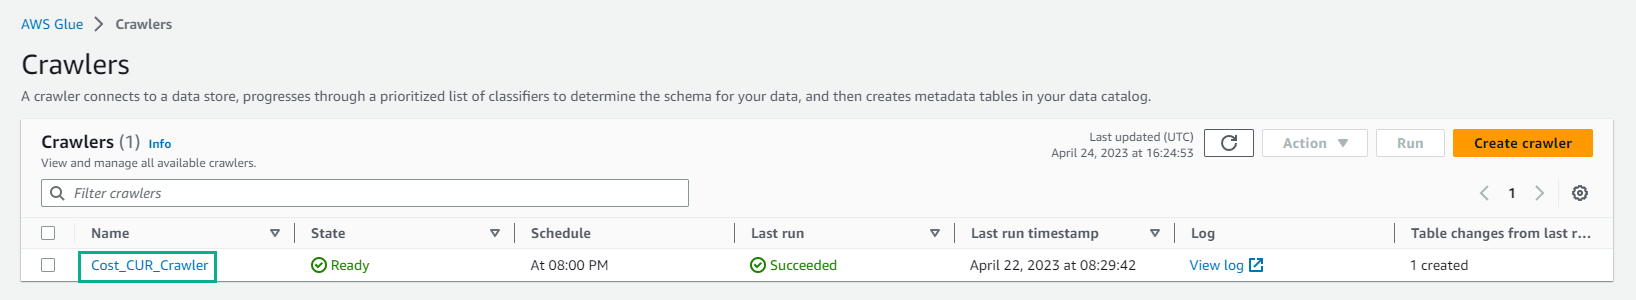 AWS Glue > Crawlers
Crawlers
A crawler connects to a data store, progresses through a prioritized list of classifiers to determine the schema for your data, and then creates metadata tables in your data catalog.
Crawlers (1) Info
View and manage all available crawlers.
Last updated (UTC)
April 24, 2023 at 16:24:53
Action
Run
Create crawler
Filter crawlers
1
Name State Schedule Last run Last run timestamp Log Table changes from last r...
Cost_CUR_Crawler Ready At 08:00 PM Succeeded April 22, 2023 at 08:29:42 View log 1 created